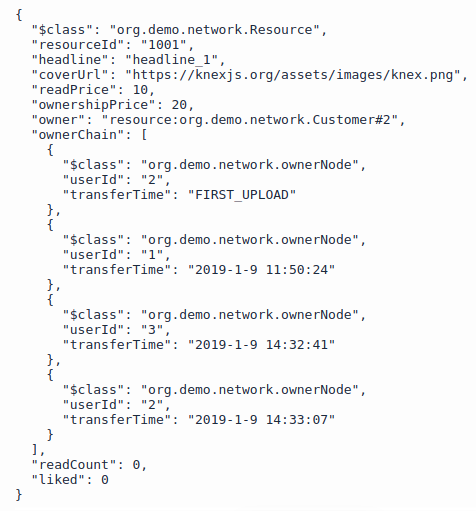 {
  "$class": "org.demo.network.Resource",
  "resourceId": "1001",
  "headline": "headline_1",
  "coverUrl": "https://knexjs.org/assets/images/knex.png",
  "readPrice": 10,
  "ownershipPrice": 20,
  "owner": "resource:org.demo.network.Customer#2",
  "ownerChain": [
    {
      "$class": "org.demo.network.ownerNode",
      "userId": "2",
      "transferTime": "FIRST_UPLOAD"
    },
    {
      "$class": "org.demo.network.ownerNode",
      "userId": "1",
      "transferTime": "2019-1-9 11:50:24"
    },
    {
      "$class": "org.demo.network.ownerNode",
      "userId": "3",
      "transferTime": "2019-1-9 14:32:41"
    },
    {
      "$class": "org.demo.network.ownerNode",
      "userId": "2",
      "transferTime": "2019-1-9 14:33:07"
    }
  ],
  "readCount": 0,
  "liked": 0
}